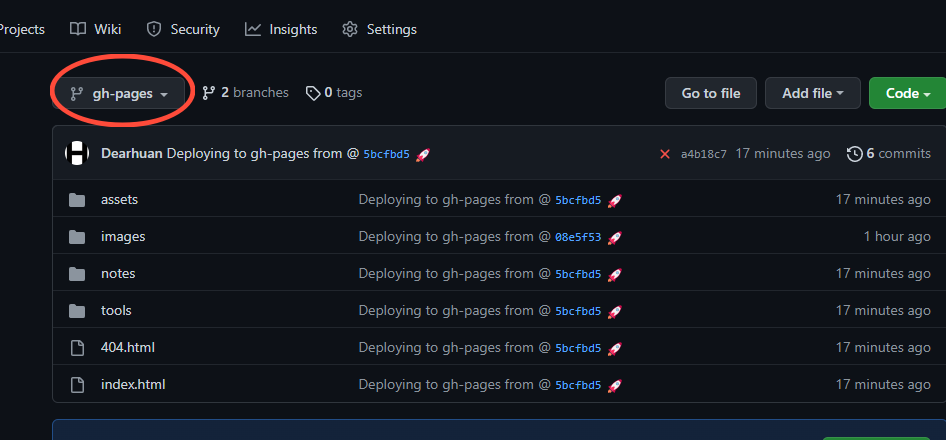 Projects Wiki Security Insights Settings
gh-pages 2 branches 0 tags Go to file Add file Code
Dearhuan Deploying to gh-pages from @ 5bcfbd5 🚀 a4b18c7 17 minutes ago 6 commits
assets Deploying to gh-pages from @ 5bcfbd5 🚀 17 minutes ago
images Deploying to gh-pages from @ 08e5f53 🚀 1 hour ago
notes Deploying to gh-pages from @ 5bcfbd5 🚀 17 minutes ago
tools Deploying to gh-pages from @ 5bcfbd5 🚀 17 minutes ago
404.html Deploying to gh-pages from @ 5bcfbd5 🚀 17 minutes ago
index.html Deploying to gh-pages from @ 5bcfbd5 🚀 17 minutes ago